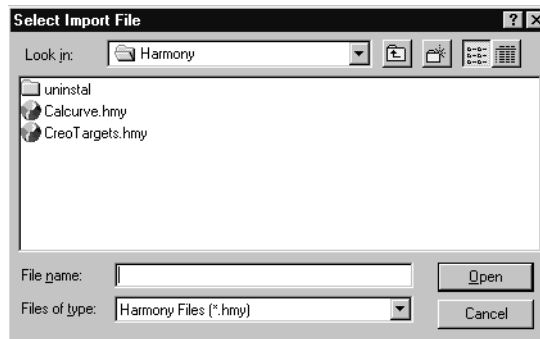 Select Import File
Look in: Harmony
uninstal
Calcurve.hmy
CreoTargets.hmy
File name: Open
Files of type: Harmony Files (*.hmy) Cancel